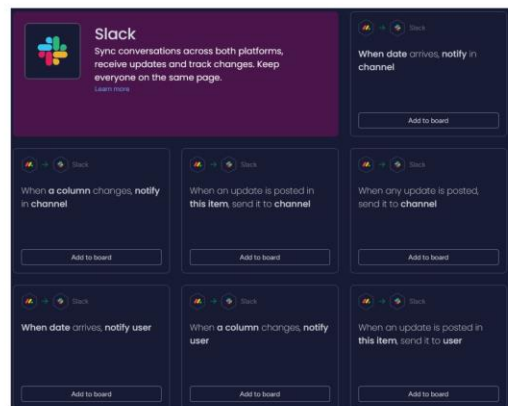 Slack
Sync conversations across both platforms,
receive updates and track changes. Keep
everyone on the same page.
Learn more
Slack
When date arrives, notify in
channel
Add to board
Slack
When a column changes, notify
in channel
Add to board
Slack
When an update is posted in
this item, send it to channel
Add to board
Slack
When any update is posted,
send it to channel
Add to board
Slack
When date arrives, notify user
Add to board
Slack
When a column changes, notify
user
Add to board
Slack
When an update is posted in
this item, send it to user
Add to board